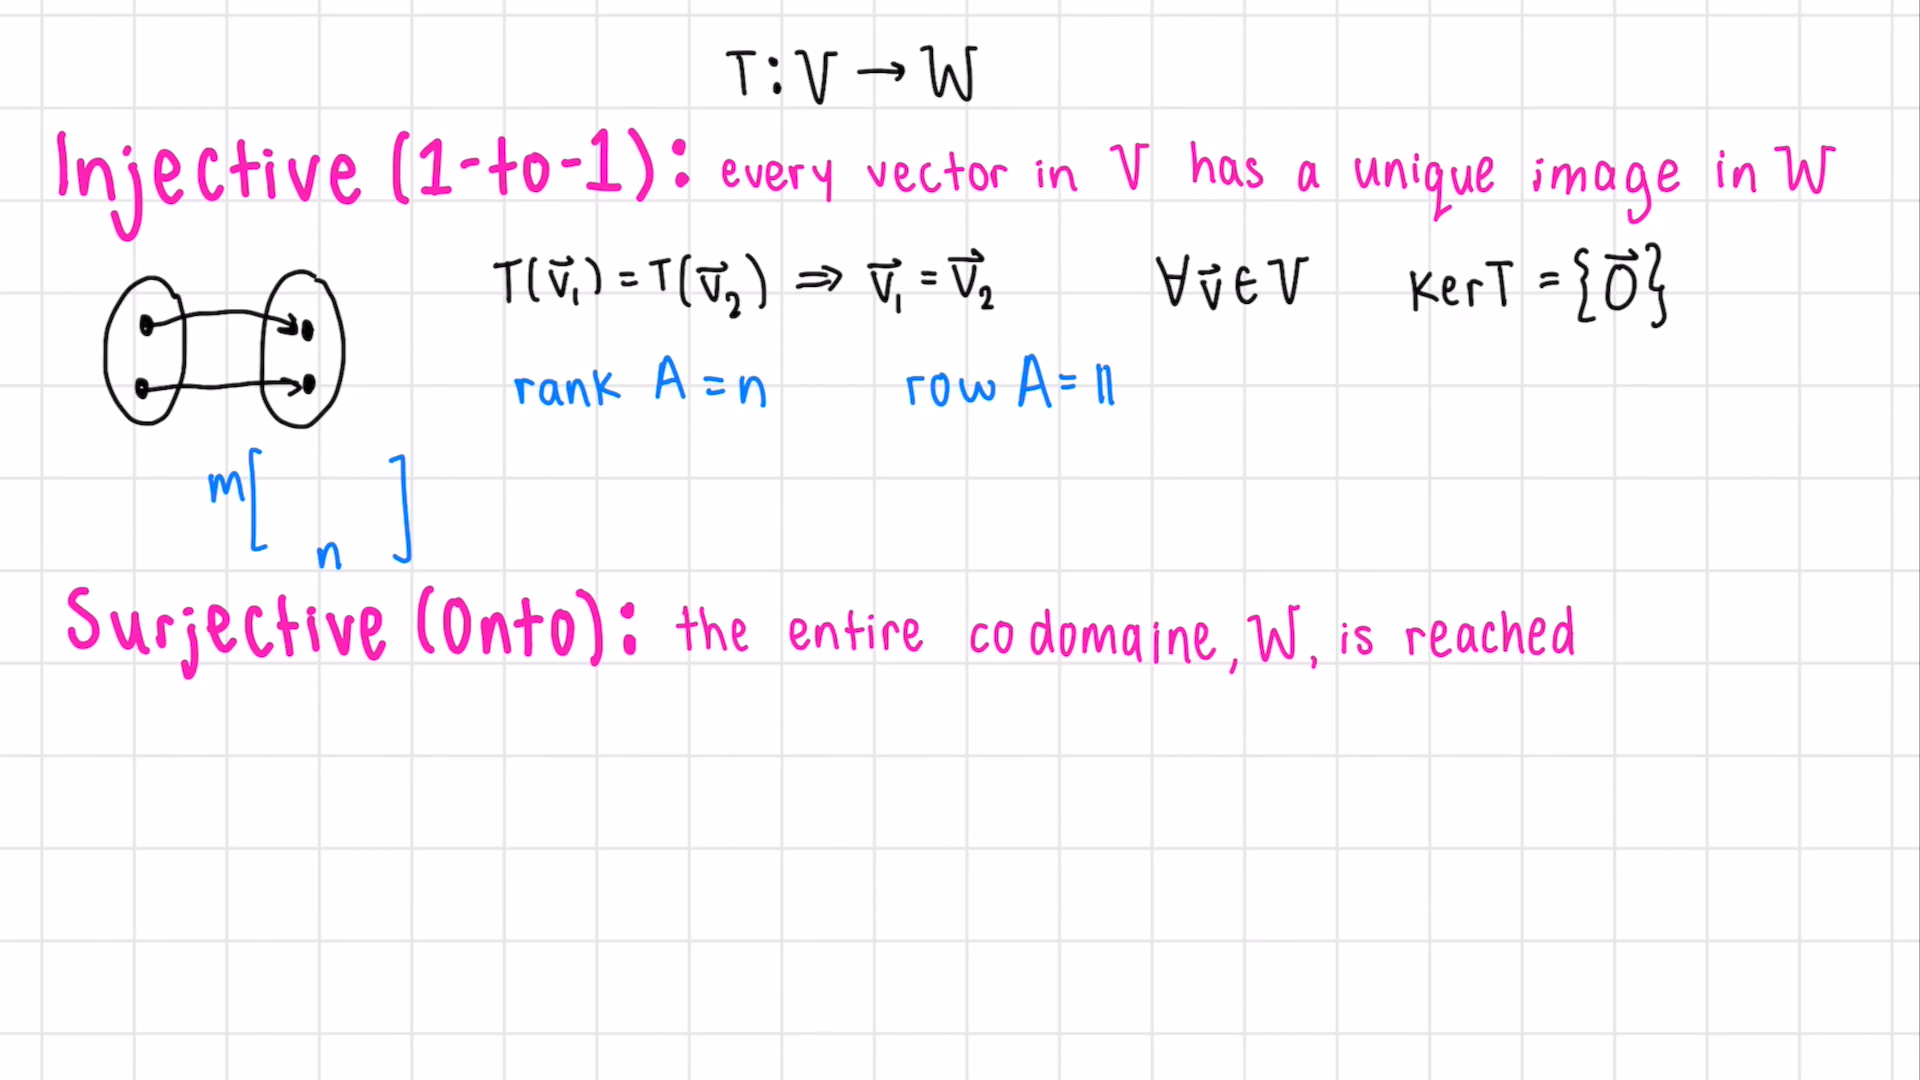 T: V → W
Injective (1-to-1): every vector in V has a unique image in W
T(v⃗₁) = T(v⃗₂) ⇒ v⃗₁ = v⃗₂ ∀v⃗ ∈ V kerT = {0⃗}
rank A = n row A = n
m[ ]
n
Surjective (Onto): the entire codomaine, W, is reached